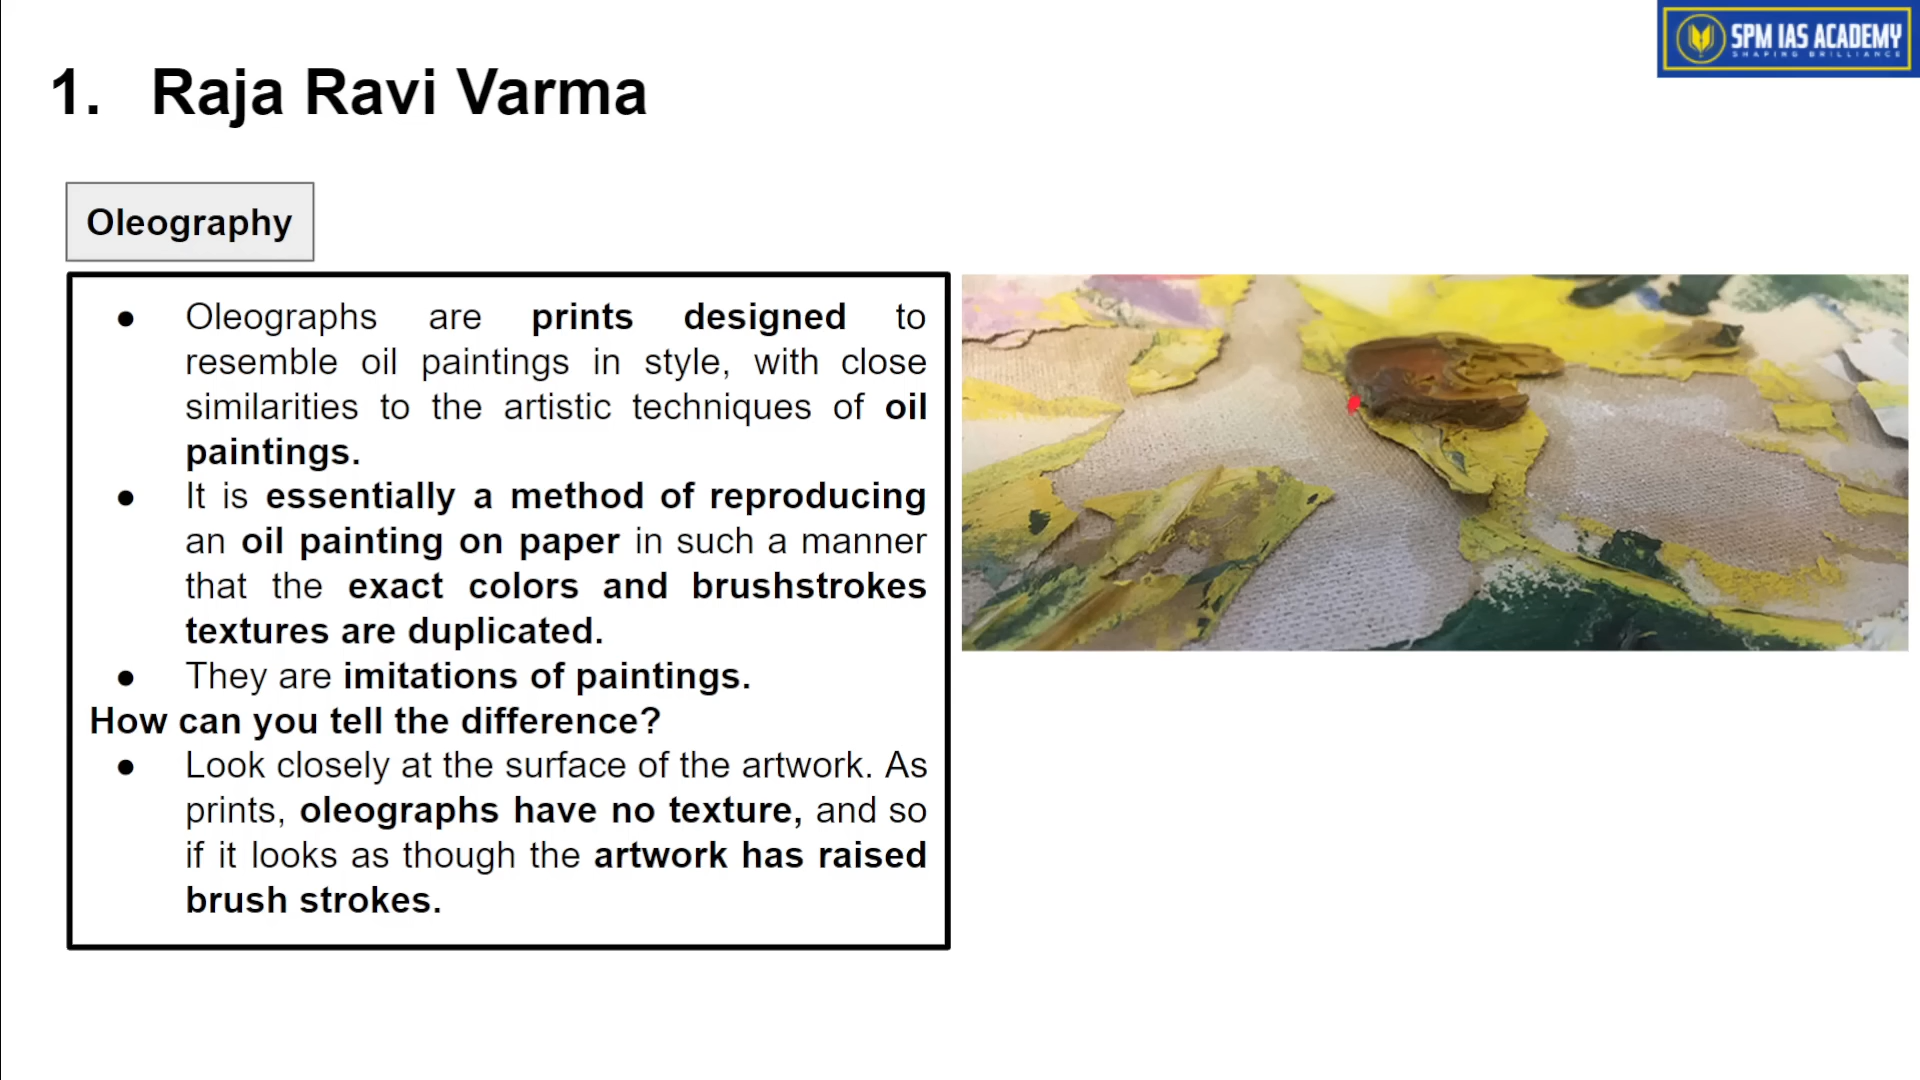 SPM IAS ACADEMY
SHAPING BRILLIANCE
1. Raja Ravi Varma
Oleography
● Oleographs are prints designed to
resemble oil paintings in style, with close
similarities to the artistic techniques of oil
paintings.
● It is essentially a method of reproducing
an oil painting on paper in such a manner
that the exact colors and brushstrokes
textures are duplicated.
● They are imitations of paintings.
How can you tell the difference?
● Look closely at the surface of the artwork. As
prints, oleographs have no texture, and so
if it looks as though the artwork has raised
brush strokes.